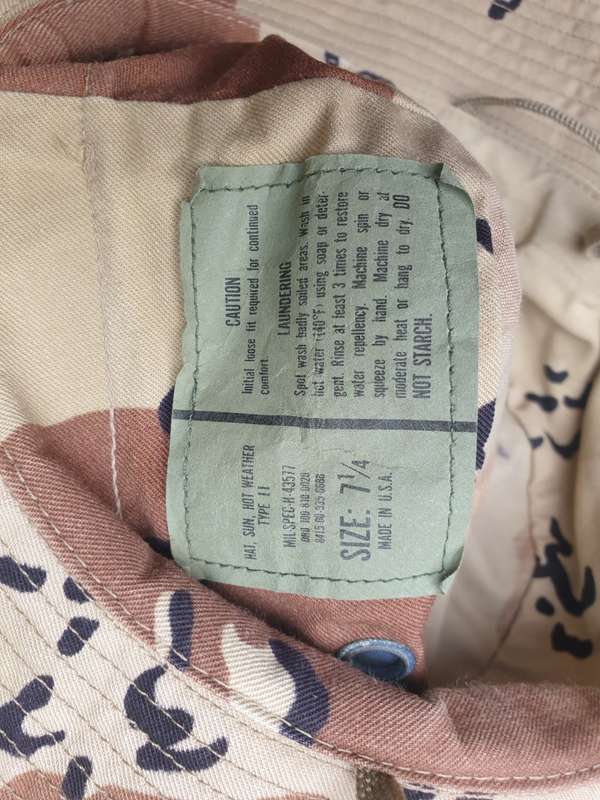 CAUTION
Initial loose fit required for continued
comfort.
LAUNDERING
Spot wash badly soiled areas. Wash in
hot water (140°F) using soap or deter-
gent. Rinse at least 3 times to restore
water repellency. Machine spin or
squeeze by hand. Machine dry at
moderate heat or hang to dry. DO
NOT STARCH.
HAT, SUN, HOT WEATHER
TYPE II
MIL-SPEC-H-43577
SIZE: 7 1/4
MADE IN U.S.A.